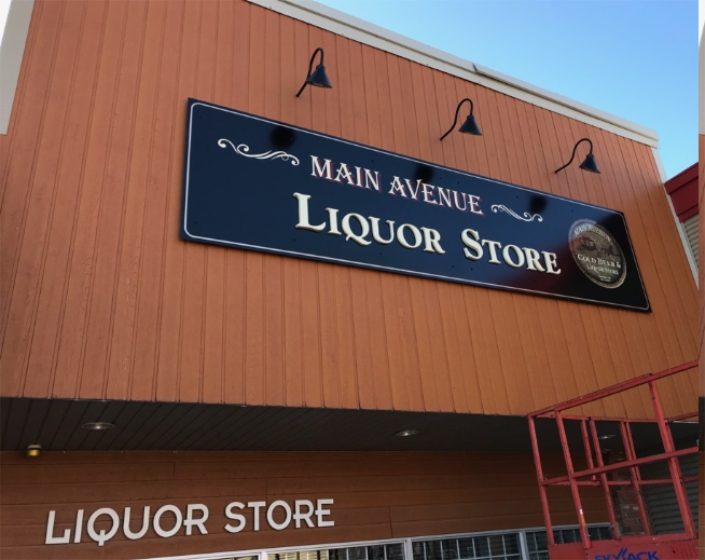 MAIN AVENUE
LIQUOR STORE
COLD BEER &
LIQUOR STORE
LIQUOR STORE
SKYJACK